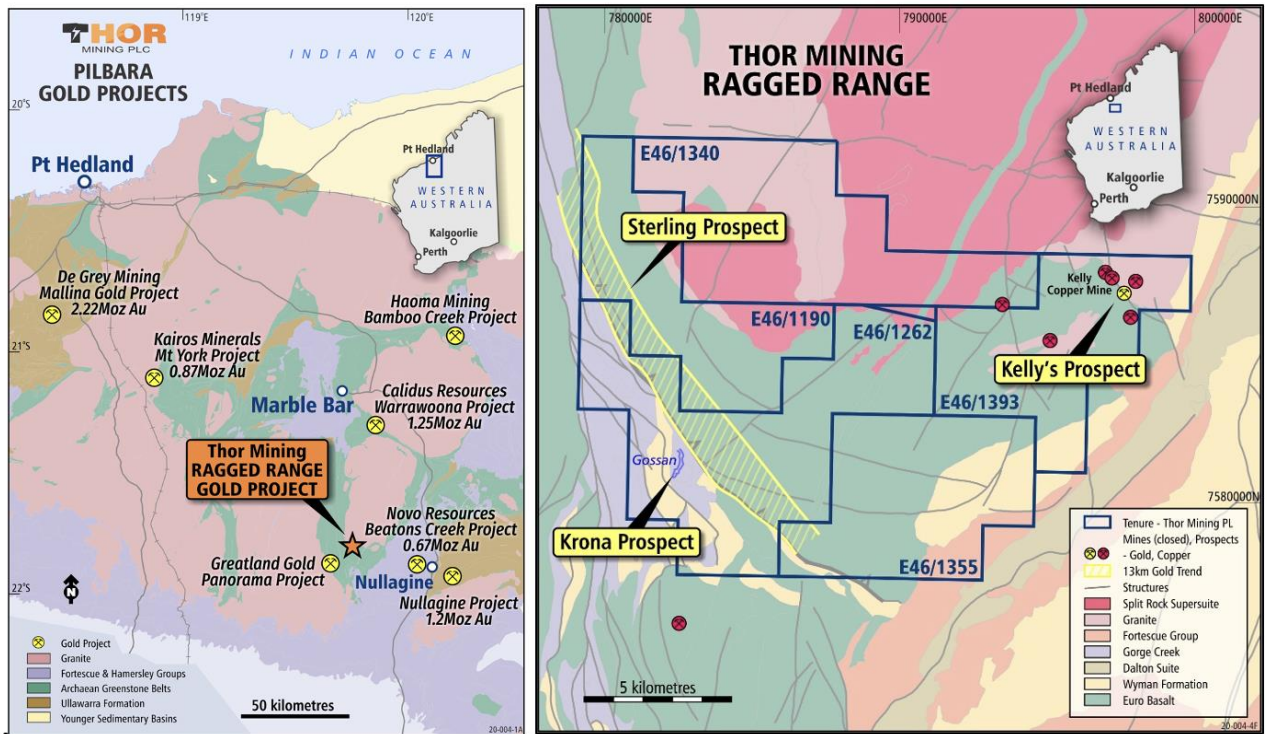 119°E
120°E
THOR
MINING PLC
PILBARA
GOLD PROJECTS
INDIAN OCEAN
20°S
21°S
22°S
Pt Hedland
Pt Hedland
WESTERN
AUSTRALIA
Kalgoorlie
Perth
De Grey Mining
Mallina Gold Project
2.22Moz Au
Haoma Mining
Bamboo Creek Project
Kairos Minerals
Mt York Project
0.87Moz Au
Marble Bar
Calidus Resources
Warrawoona Project
1.25Moz Au
Thor Mining
RAGGED RANGE
GOLD PROJECT
Novo Resources
Beatons Creek Project
0.67Moz Au
Greatland Gold
Panorama Project
Nullagine
Nullagine Project
1.2Moz Au
N
Gold Project
Granite
Fortescue & Hamersley Groups
Archaean Greenstone Belts
Ullawarra Formation
Younger Sedimentary Basins
50 kilometres
20-004-1A
780000E
790000E
800000E
THOR MINING
RAGGED RANGE
Pt Hedland
WESTERN
AUSTRALIA
Kalgoorlie
Perth
7590000N
7580000N
E46/1340
Sterling Prospect
Kelly
Copper Mine
E46/1190
E46/1262
Kelly's Prospect
E46/1393
Gossan
Krona Prospect
E46/1355
5 kilometres
Tenure - Thor Mining PL
Mines (closed), Prospects
- Gold, Copper
13km Gold Trend
Structures
Split Rock Supersuite
Granite
Fortescue Group
Gorge Creek
Dalton Suite
Wyman Formation
Euro Basalt
20-004-4F